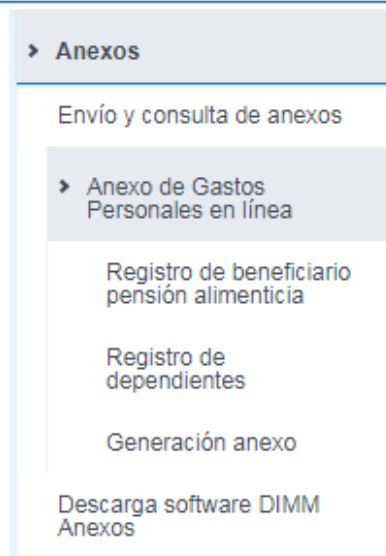 Anexos
Envío y consulta de anexos
Anexo de Gastos
Personales en línea
Registro de beneficiario
pensión alimenticia
Registro de
dependientes
Generación anexo
Descarga software DIMM
Anexos